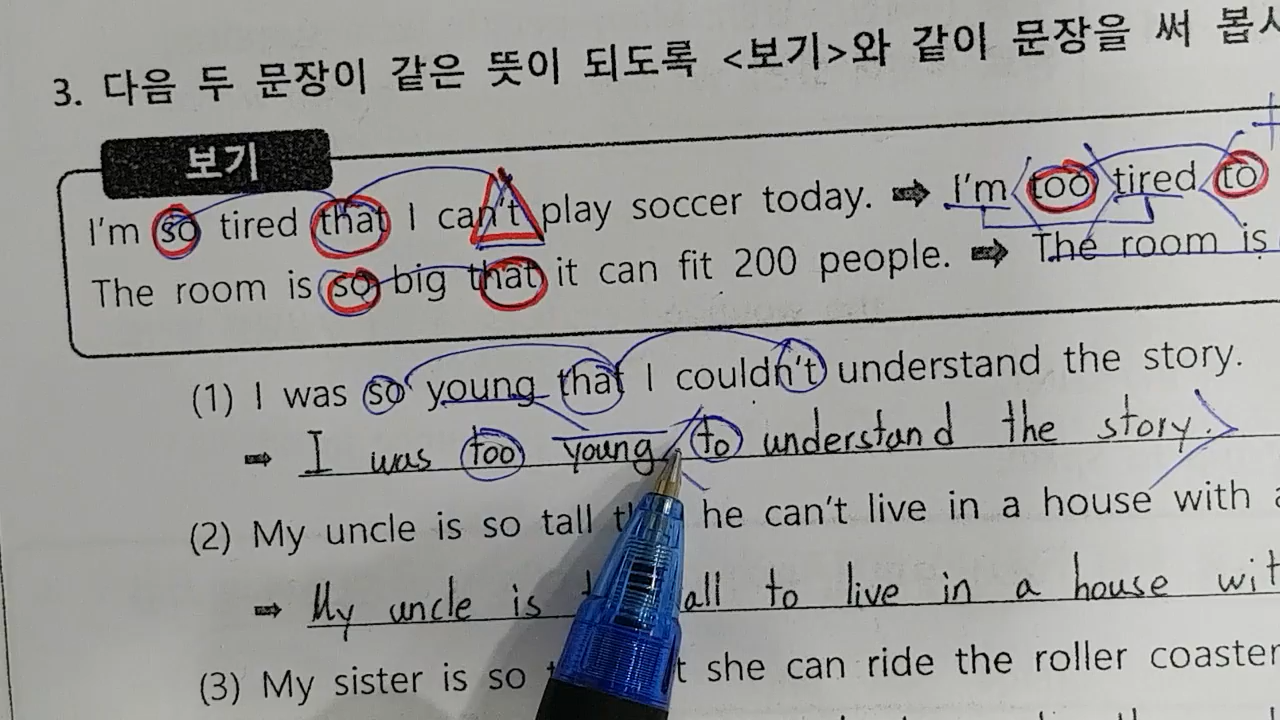 3. 다음 두 문장이 같은 뜻이 되도록 <보기>와 같이 문장을 써 봅시
보기
I'm so tired that I can't play soccer today. ➡ I'm too tired to
The room is so big that it can fit 200 people. ➡ The room is
(1) I was so young that I couldn't understand the story.
➡ I was too young to understand the story.
(2) My uncle is so tall he can't live in a house with
➡ My uncle is to live in a house
(3) My sister is so she can ride the roller coaster